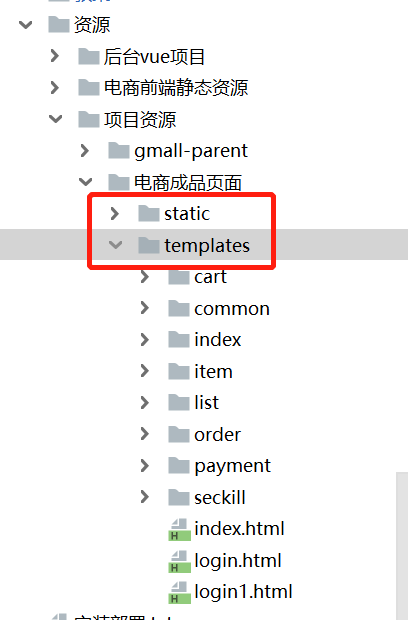 资源
后台vue项目
电商前端静态资源
项目资源
gmall-parent
电商成品页面
static
templates
cart
common
index
item
list
order
payment
seckill
index.html
login.html
login1.html